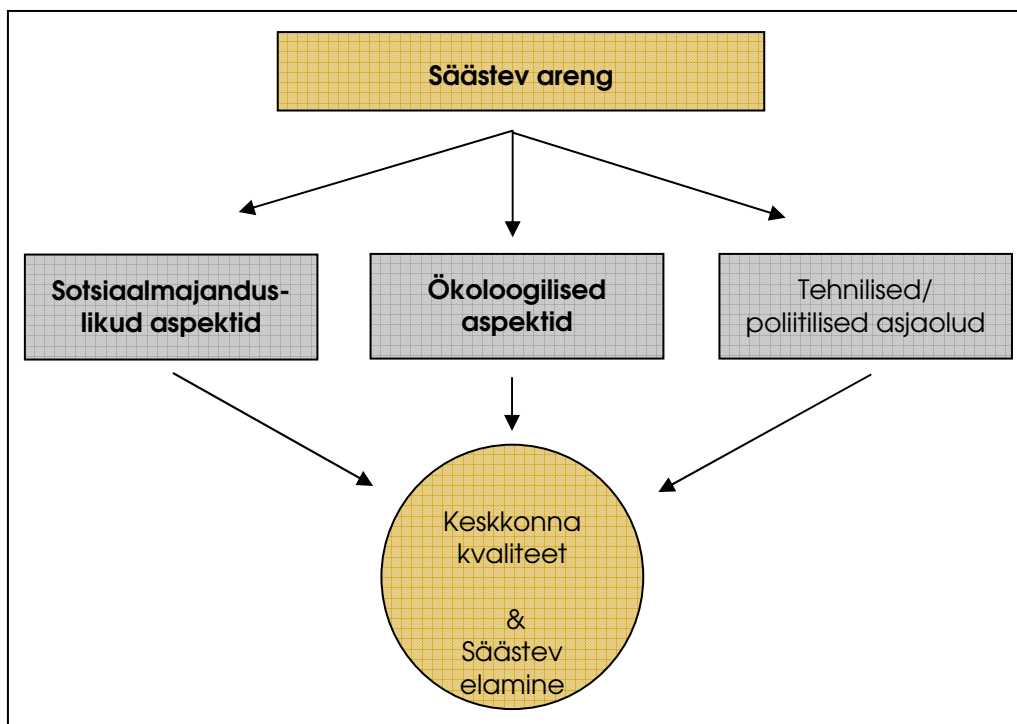 Säästev areng
Sotsiaalmajandus-
likud aspektid
Ökoloogilised
aspektid
Tehnilised/
poliitilised asjaolud
Keskkonna
kvaliteet
&
Säästev
elamine